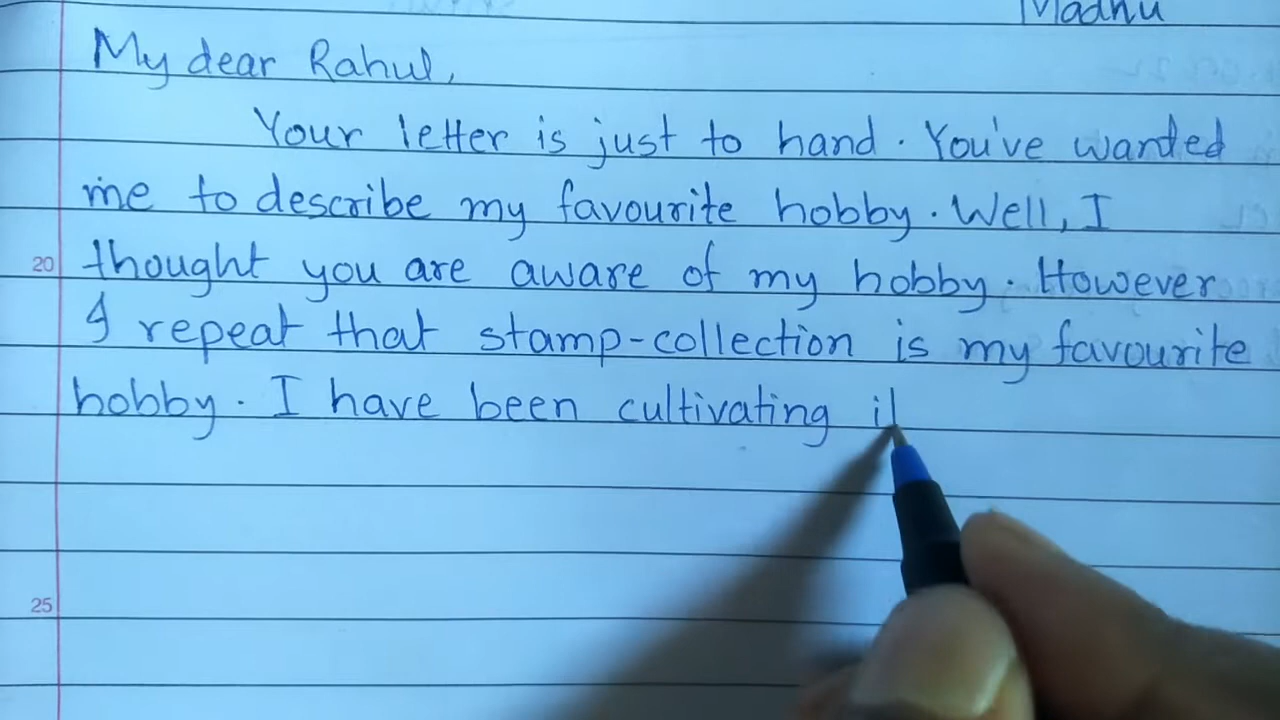 Madhu
My dear Rahul,
Your letter is just to hand. You've wanted
me to describe my favourite hobby. Well, I
20 thought you are aware of my hobby. However
I repeat that stamp-collection is my favourite
hobby. I have been cultivating
25